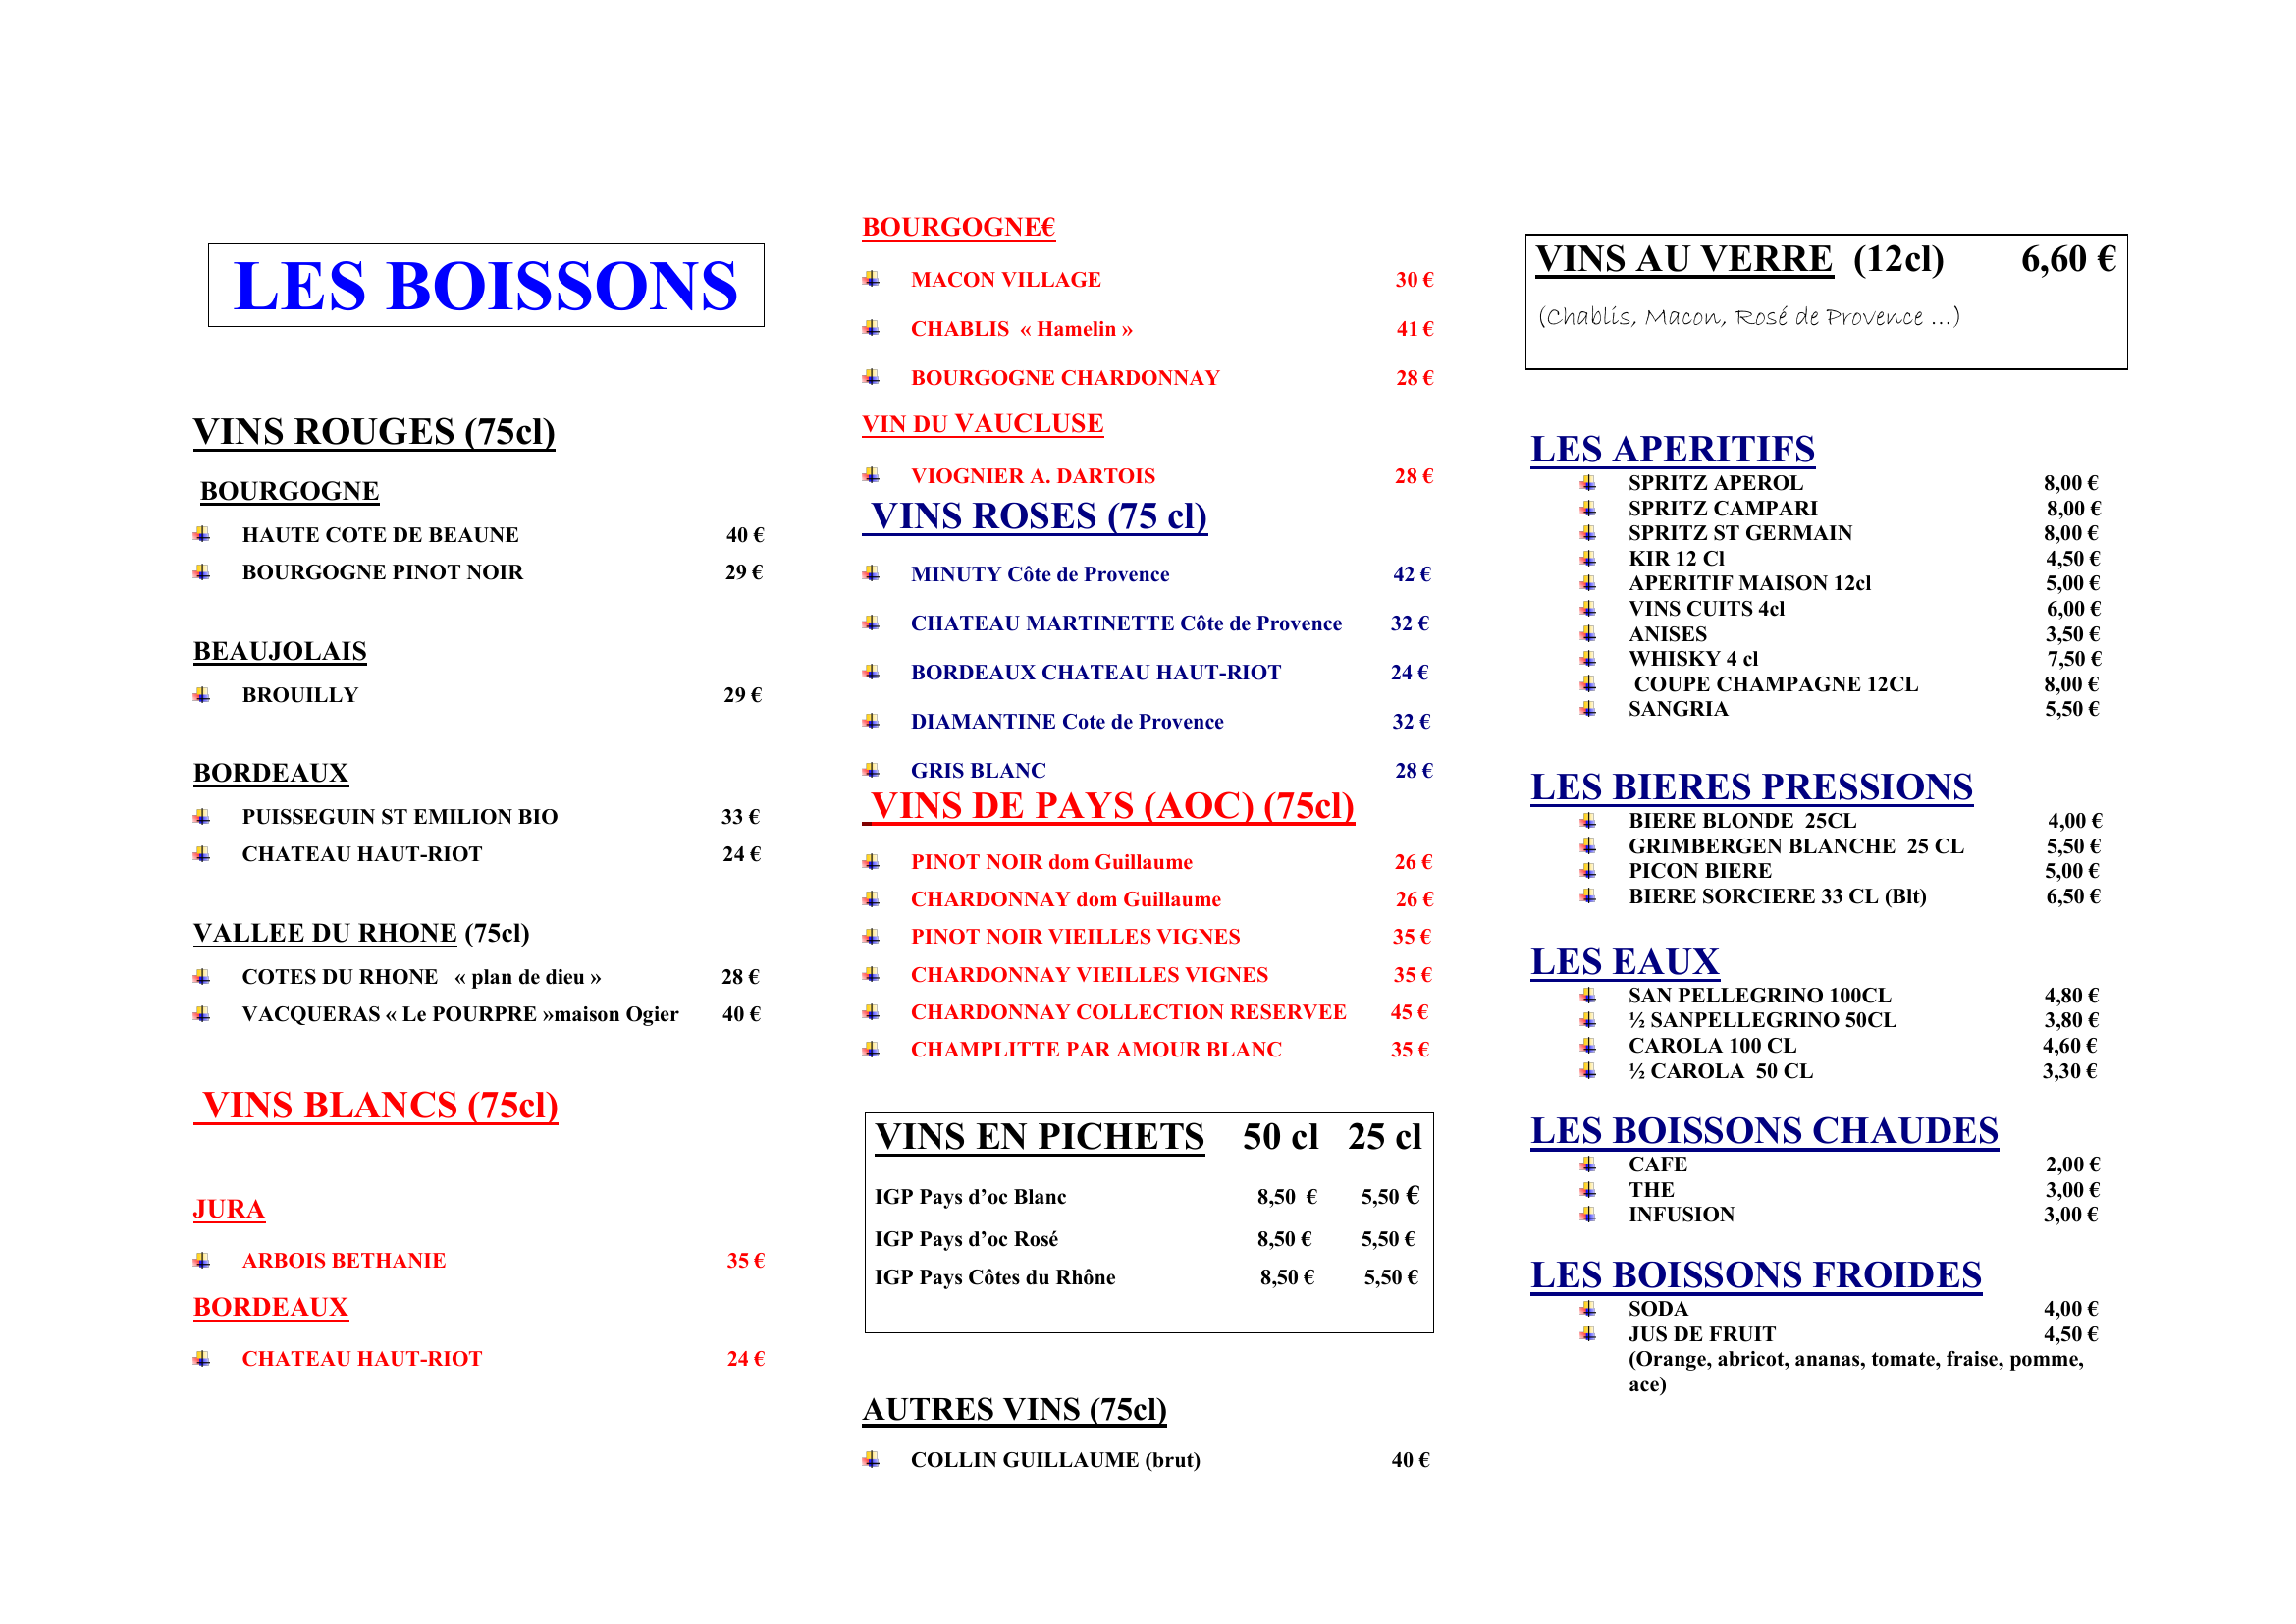 LES BOISSONS
VINS ROUGES (75cl)
BOURGOGNE
HAUTE COTE DE BEAUNE 40 €
BOURGOGNE PINOT NOIR 29 €
BEAUJOLAIS
BROUILLY 29 €
BORDEAUX
PUISSEGUIN ST EMILION BIO 33 €
CHATEAU HAUT-RIOT 24 €
VALLEE DU RHONE (75cl)
COTES DU RHONE « plan de dieu » 28 €
VACQUERAS « Le POURPRE »maison Ogier 40 €
VINS BLANCS (75cl)
JURA
ARBOIS BETHANIE 35 €
BORDEAUX
CHATEAU HAUT-RIOT 24 €
BOURGOGNE€
MACON VILLAGE 30 €
CHABLIS « Hamelin » 41 €
BOURGOGNE CHARDONNAY 28 €
VIN DU VAUCLUSE
VIOGNIER A. DARTOIS 28 €
VINS ROSES (75 cl)
MINUTY Côte de Provence 42 €
CHATEAU MARTINETTE Côte de Provence 32 €
BORDEAUX CHATEAU HAUT-RIOT 24 €
DIAMANTINE Cote de Provence 32 €
GRIS BLANC 28 €
VINS DE PAYS (AOC) (75cl)
PINOT NOIR dom Guillaume 26 €
CHARDONNAY dom Guillaume 26 €
PINOT NOIR VIEILLES VIGNES 35 €
CHARDONNAY VIEILLES VIGNES 35 €
CHARDONNAY COLLECTION RESERVEE 45 €
CHAMPLITTE PAR AMOUR BLANC 35 €
VINS EN PICHETS 50 cl 25 cl
IGP Pays d’oc Blanc 8,50 € 5,50 €
IGP Pays d’oc Rosé 8,50 € 5,50 €
IGP Pays Côtes du Rhône 8,50 € 5,50 €
AUTRES VINS (75cl)
COLLIN GUILLAUME (brut) 40 €
VINS AU VERRE (12cl) 6,60 €
(Chablis, Macon, Rosé de Provence ...)
LES APERITIFS
SPRITZ APEROL 8,00 €
SPRITZ CAMPARI 8,00 €
SPRITZ ST GERMAIN 8,00 €
KIR 12 Cl 4,50 €
APERITIF MAISON 12cl 5,00 €
VINS CUITS 4cl 6,00 €
ANISES 3,50 €
WHISKY 4 cl 7,50 €
COUPE CHAMPAGNE 12CL 8,00 €
SANGRIA 5,50 €
LES BIERES PRESSIONS
BIERE BLONDE 25CL 4,00 €
GRIMBERGEN BLANCHE 25 CL 5,50 €
PICON BIERE 5,00 €
BIERE SORCIERE 33 CL (Blt) 6,50 €
LES EAUX
SAN PELLEGRINO 100CL 4,80 €
½ SANPELLEGRINO 50CL 3,80 €
CAROLA 100 CL 4,60 €
½ CAROLA 50 CL 3,30 €
LES BOISSONS CHAUDES
CAFE 2,00 €
THE 3,00 €
INFUSION 3,00 €
LES BOISSONS FROIDES
SODA 4,00 €
JUS DE FRUIT 4,50 €
(Orange, abricot, ananas, tomate, fraise, pomme,
ace)